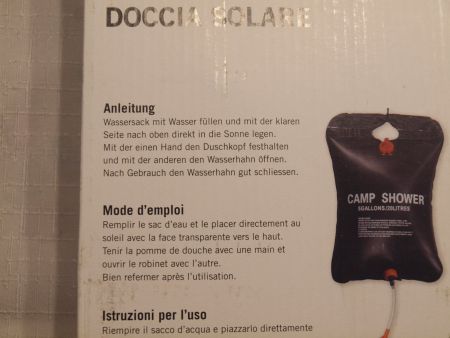 DOCCIA SOLARE
Anleitung
Wassersack mit Wasser füllen und mit der klaren
Seite nach oben direkt in die Sonne legen.
Mit der einen Hand den Duschkopf festhalten
und mit der anderen den Wasserhahn öffnen.
Nach Gebrauch den Wasserhahn gut schliessen.
Mode d'emploi
Remplir le sac d'eau et le placer directement au
soleil avec la face transparente vers le haut.
Tenir la pomme de douche avec une main et
ouvrir le robinet avec l'autre.
Bien refermer après l'utilisation.
Istruzioni per l'uso
Riempire il sacco d'acqua e piazzarlo direttamente
CAMP SHOWER
5GALLONS/20LITRES